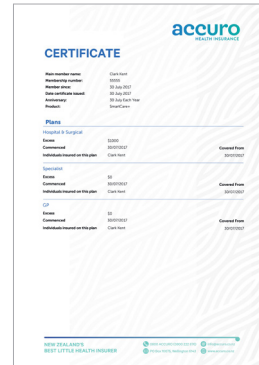 accuro
HEALTH INSURANCE
CERTIFICATE
Main member name: Clark Kent
Membership number:
Member since: 30 July 2017
Date certificate issued: 30 July 2017
Anniversary: 30 July Each Year
Product: SmartCare+
Plans
Hospital & Surgical
Excess
Commenced 30/07/2017 Covered From
Individuals insured on this plan Clark Kent 30/07/2017
Specialist
Excess $0
Commenced 30/07/2017 Covered From
Individuals insured on this plan Clark Kent 30/07/2017
GP
Excess $0
Commenced 30/07/2017 Covered From
Individuals insured on this plan Clark Kent 30/07/2017
NEW ZEALAND'S
BEST LITTLE HEALTH INSURER